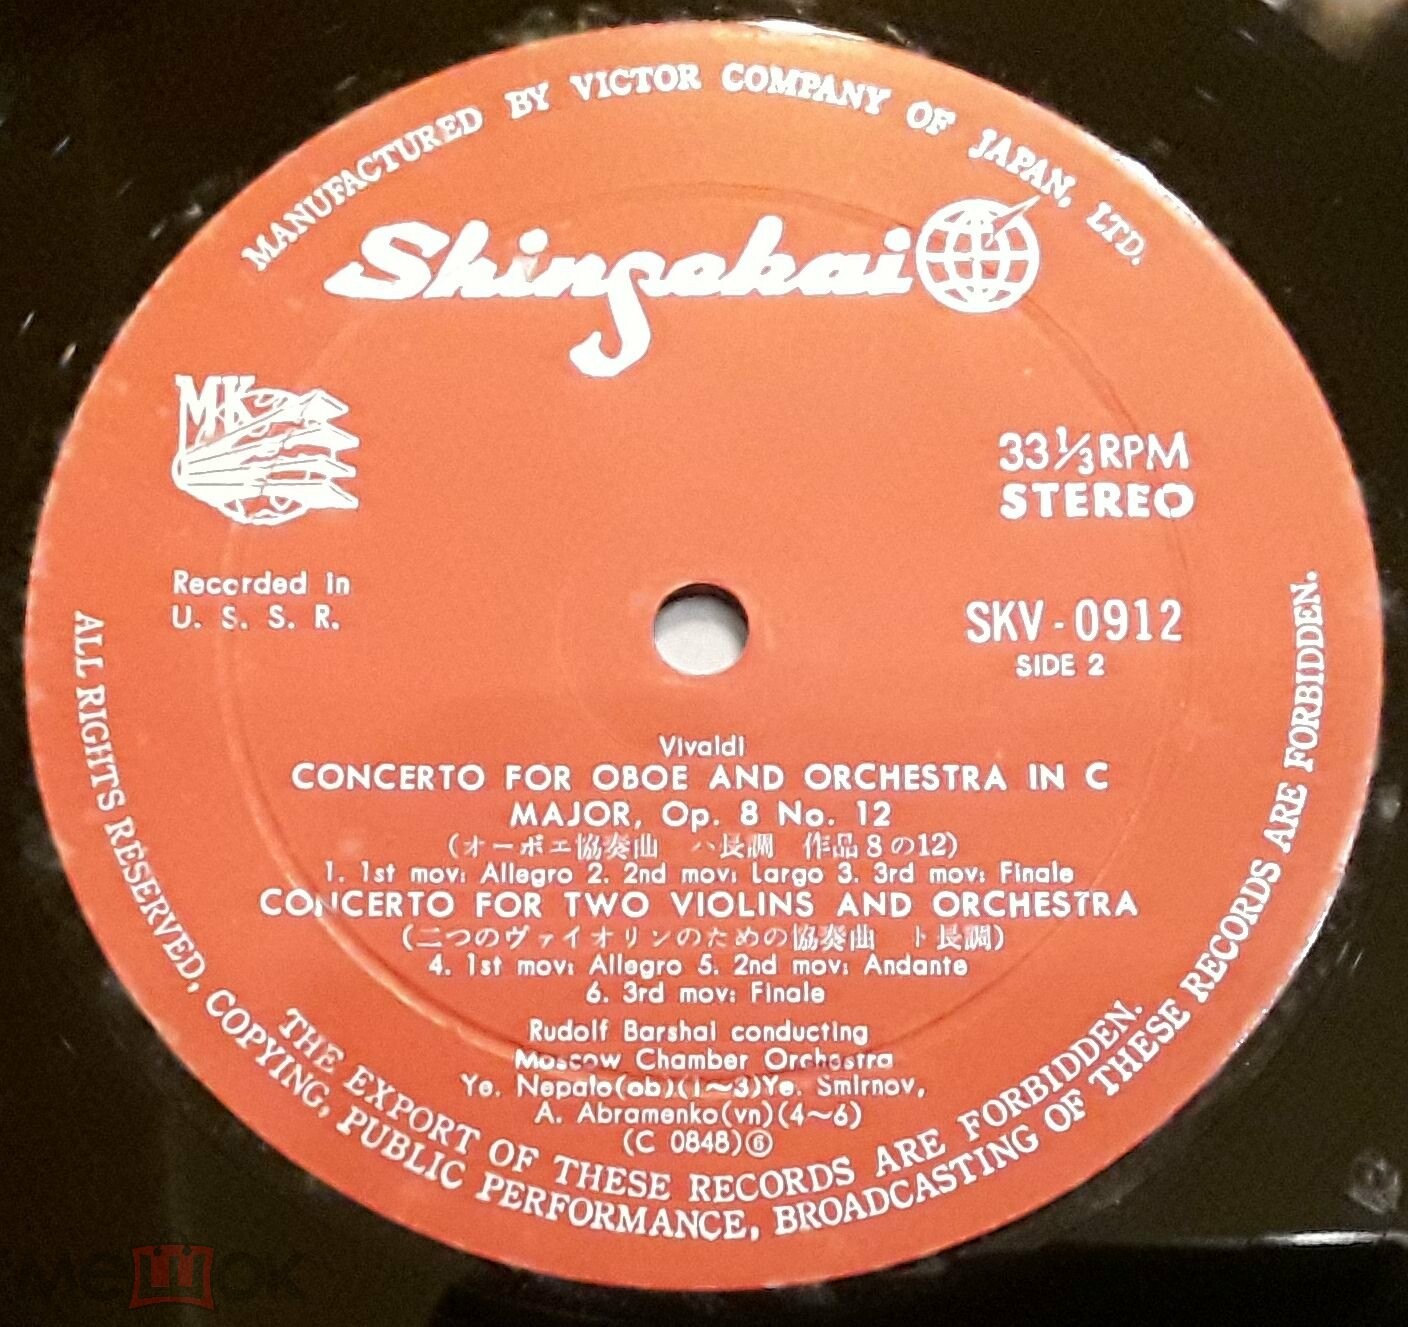 MANUFACTURED BY VICTOR COMPANY OF JAPAN, LTD.
Shinsekai
MK
33⅓RPM
STEREO
Recorded in
U. S. S. R.
SKV-0912
SIDE 2
Vivaldi
CONCERTO FOR OBOE AND ORCHESTRA IN C
MAJOR, Op. 8 No. 12
(オーボエ協奏曲 ハ長調 作品8の12)
1. 1st mov: Allegro 2. 2nd mov: Largo 3. 3rd mov: Finale
CONCERTO FOR TWO VIOLINS AND ORCHESTRA
(二つのヴァイオリンのための協奏曲 ト長調)
4. 1st mov: Allegro 5. 2nd mov: Andante
6. 3rd mov: Finale
Rudolf Barshai conducting
Moscow Chamber Orchestra
Ye. Nepalo(ob)(1~3)Ye. Smirnov,
A. Abramenko(vn)(4~6)
(C 0848)⑥
THE EXPORT OF THESE RECORDS ARE FORBIDDEN.
ALL RIGHTS RESERVED, COPYING, PUBLIC PERFORMANCE, BROADCASTING OF THESE RECORDS ARE FORBIDDEN.
мешок